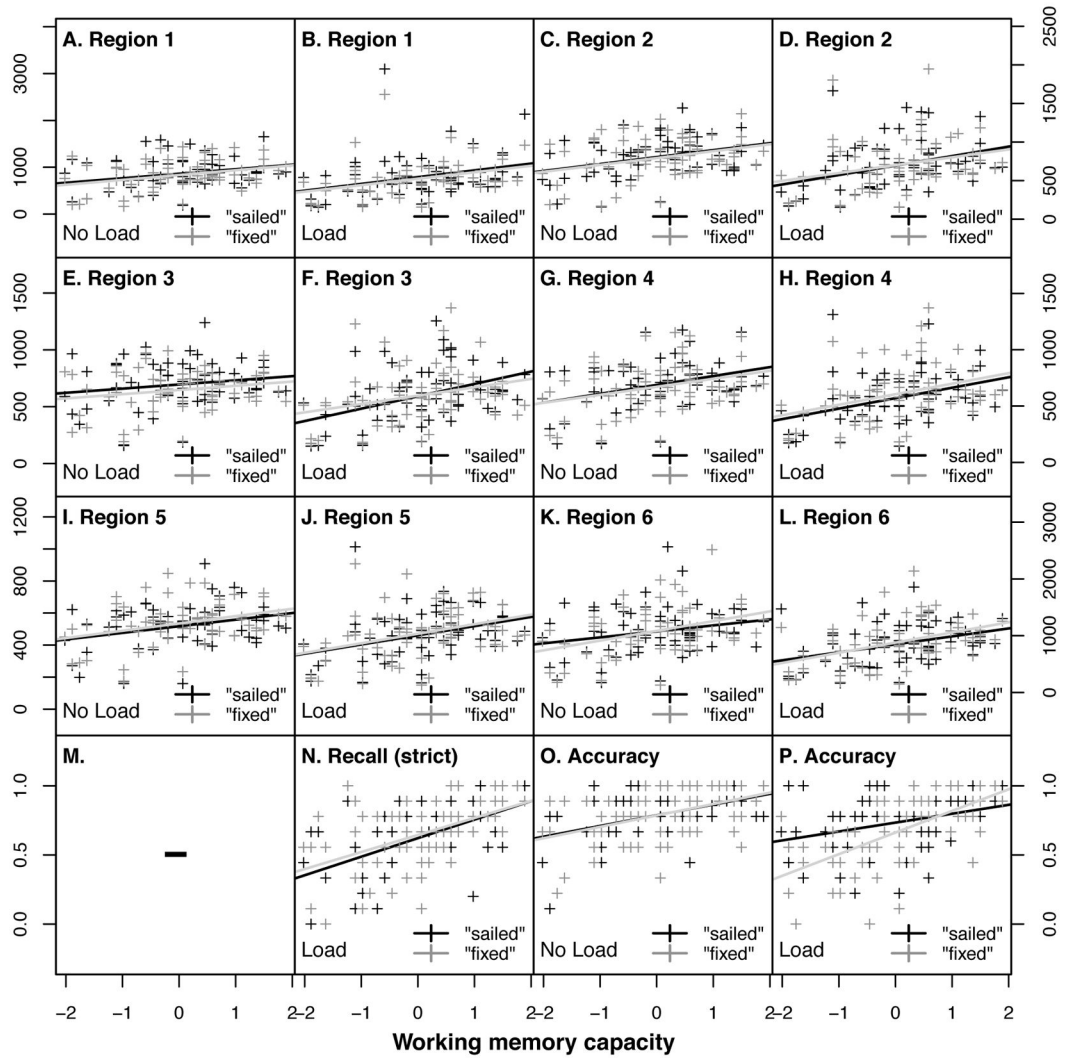 A. Region 1
B. Region 1
C. Region 2
D. Region 2
0 1000 3000
0 500 1500 2500
No Load "sailed" "fixed"
Load "sailed" "fixed"
No Load "sailed" "fixed"
Load "sailed" "fixed"
E. Region 3
F. Region 3
G. Region 4
H. Region 4
0 500 1000 1500
0 500 1000 1500
No Load "sailed" "fixed"
Load "sailed" "fixed"
No Load "sailed" "fixed"
Load "sailed" "fixed"
I. Region 5
J. Region 5
K. Region 6
L. Region 6
0 400 800 1200
0 1000 2000 3000
No Load "sailed" "fixed"
Load "sailed" "fixed"
No Load "sailed" "fixed"
Load "sailed" "fixed"
M.
N. Recall (strict)
O. Accuracy
P. Accuracy
0.0 0.5 1.0
0.0 0.5 1.0
Load "sailed" "fixed"
No Load "sailed" "fixed"
Load "sailed" "fixed"
−2 −1 0 1 2
−2 −1 0 1 2
−2 −1 0 1 2
−2 −1 0 1 2
Working memory capacity